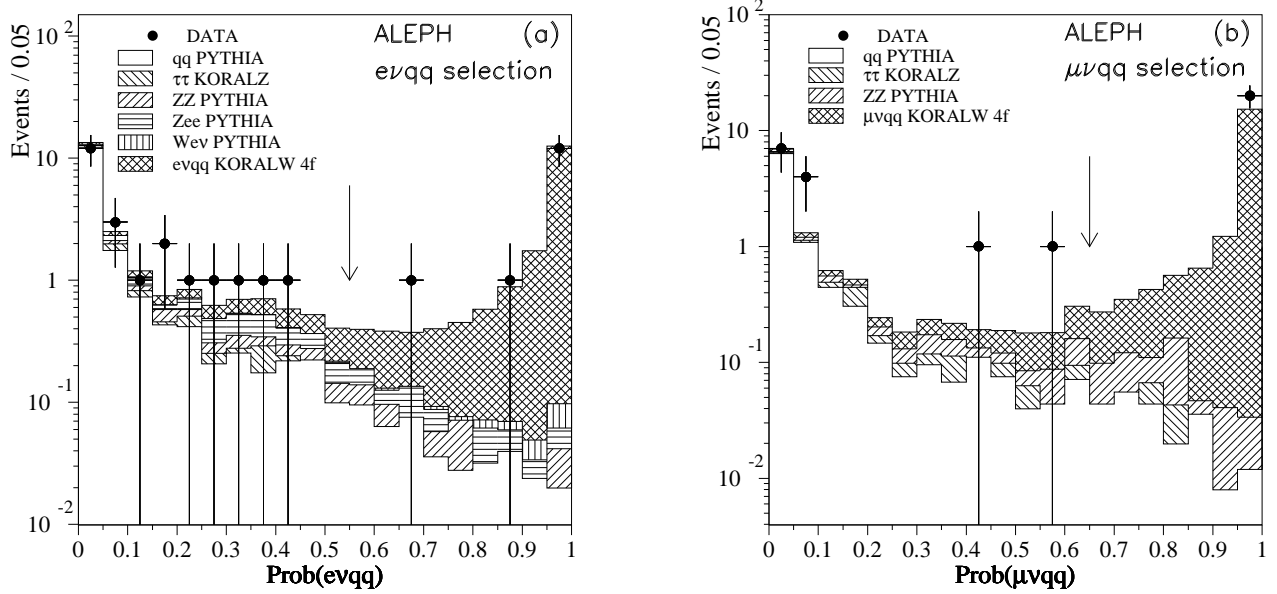 Events / 0.05
10 2
10
1
10 -1
10 -2
DATA
qq PYTHIA
ττ KORALZ
ZZ PYTHIA
Zee PYTHIA
Weν PYTHIA
eνqq KORALW 4f
ALEPH (a)
eνqq selection
0 0.1 0.2 0.3 0.4 0.5 0.6 0.7 0.8 0.9 1
Prob(eνqq)
Events / 0.05
10 2
10
1
10 -1
10 -2
DATA
qq PYTHIA
ττ KORALZ
ZZ PYTHIA
μνqq KORALW 4f
ALEPH (b)
μνqq selection
0 0.1 0.2 0.3 0.4 0.5 0.6 0.7 0.8 0.9 1
Prob(μνqq)